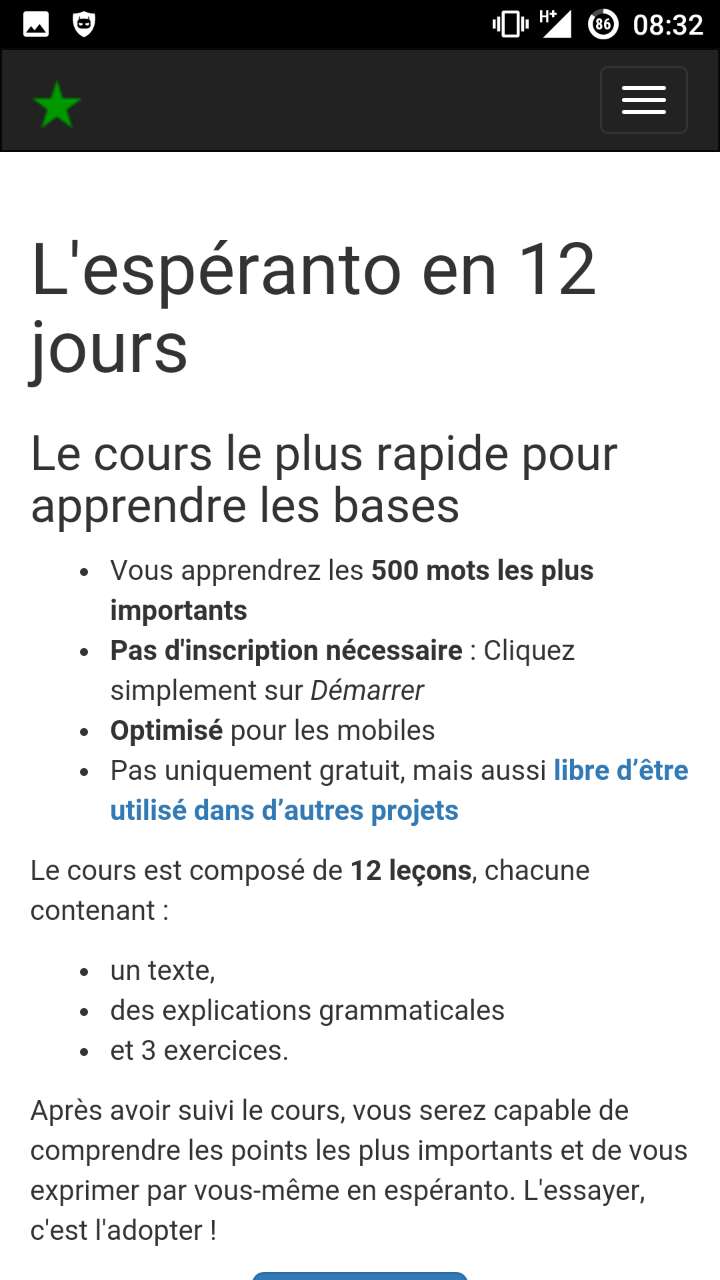 H+ 86 08:32
L'espéranto en 12
jours
Le cours le plus rapide pour
apprendre les bases
• Vous apprendrez les 500 mots les plus
importants
• Pas d'inscription nécessaire : Cliquez
simplement sur Démarrer
• Optimisé pour les mobiles
• Pas uniquement gratuit, mais aussi libre d’être
utilisé dans d’autres projets
Le cours est composé de 12 leçons, chacune
contenant :
• un texte,
• des explications grammaticales
• et 3 exercices.
Après avoir suivi le cours, vous serez capable de
comprendre les points les plus importants et de vous
exprimer par vous-même en espéranto. L'essayer,
c'est l'adopter !